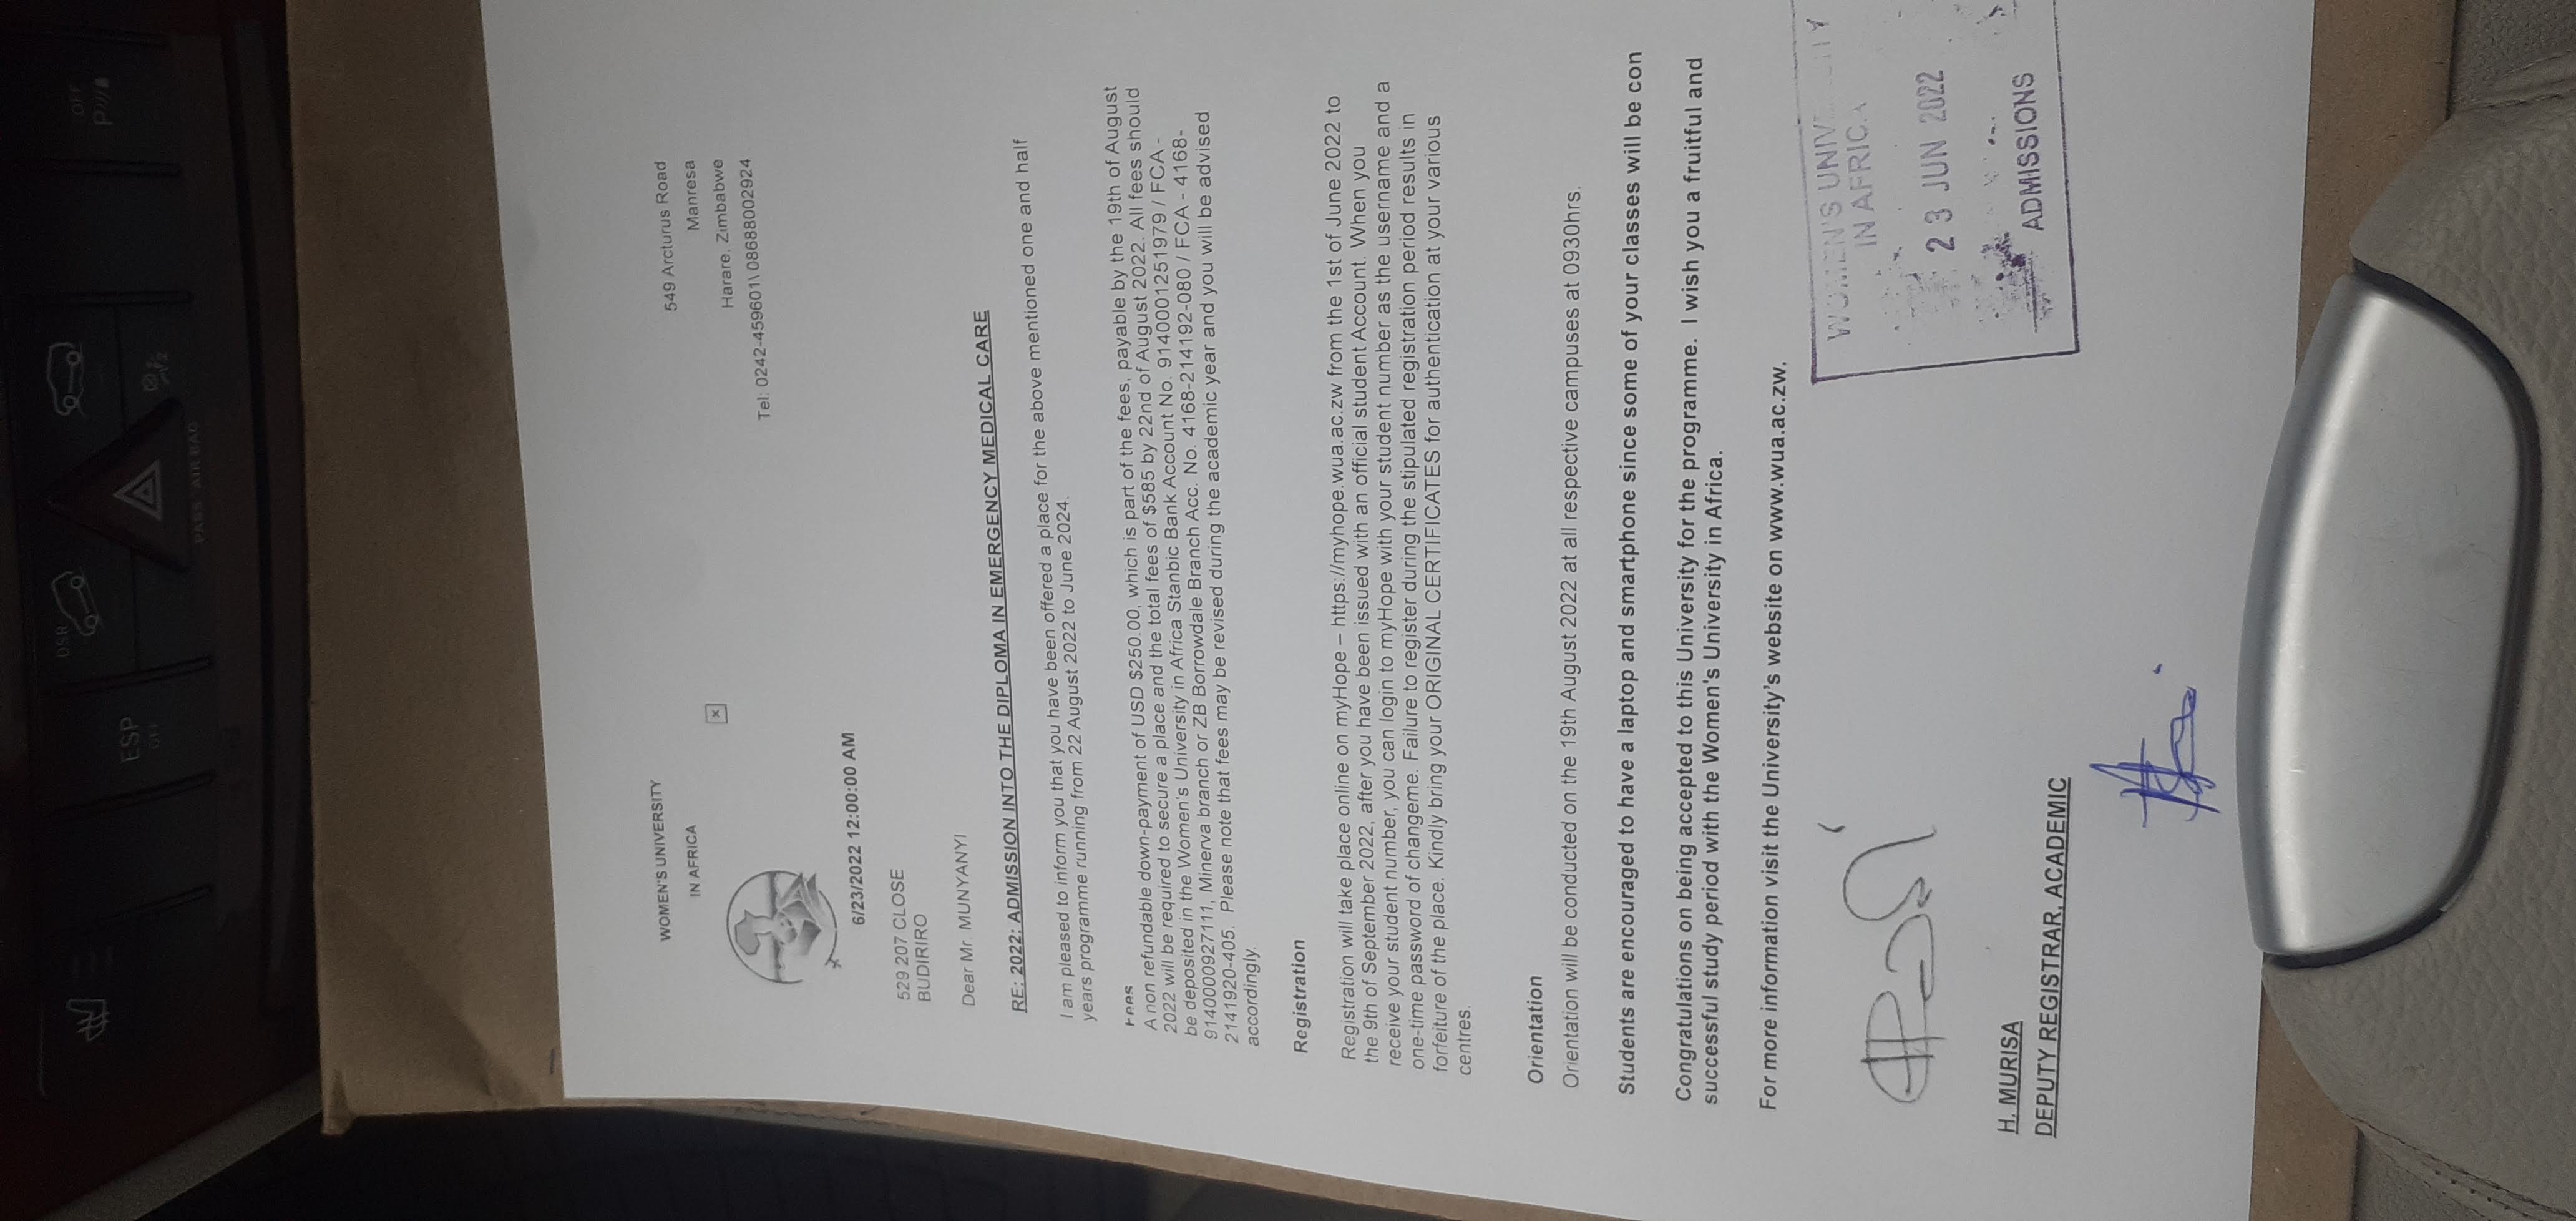 WOMEN'S UNIVERSITY
IN AFRICA
549 Arcturus Road
Manresa
Harare, Zimbabwe
Tel: 0242-459601\ 08688002924
6/23/2022 12:00:00 AM
529 207 CLOSE
BUDIRIRO
Dear Mr. MUNYANYI
RE: 2022: ADMISSION INTO THE DIPLOMA IN EMERGENCY MEDICAL CARE
I am pleased to inform you that you have been offered a place for the above mentioned one and half
years programme running from 22 August 2022 to June 2024.
Fees
A non refundable down-payment of USD $250.00, which is part of the fees, payable by the 19th of August
2022 will be required to secure a place and the total fees of $585 by 22nd of August 2022. All fees should
be deposited in the Women's University in Africa Stanbic Bank Account No. 9140001251979 / FCA -
9140000927111, Minerva branch or ZB Borrowdale Branch Acc. No. 4168-214192-080 / FCA - 4168-
2141920-405. Please note that fees may be revised during the academic year and you will be advised
accordingly.
Registration
Registration will take place online on myHope – https://myhope.wua.ac.zw from the 1st of June 2022 to
the 9th of September 2022, after you have been issued with an official student Account. When you
receive your student number, you can login to myHope with your student number as the username and a
one-time password of changeme. Failure to register during the stipulated registration period results in
forfeiture of the place. Kindly bring your ORIGINAL CERTIFICATES for authentication at your various
centres.
Orientation
Orientation will be conducted on the 19th August 2022 at all respective campuses at 0930hrs.
Students are encouraged to have a laptop and smartphone since some of your classes will be con
Congratulations on being accepted to this University for the programme. I wish you a fruitful and
successful study period with the Women's University in Africa.
For more information visit the University's website on www.wua.ac.zw.
H. MURISA
DEPUTY REGISTRAR, ACADEMIC
WOMEN'S UNIVERSITY
IN AFRICA
23 JUN 2022
ADMISSIONS
ESP
OFF
DSR
PASS AIR BAG
OFF